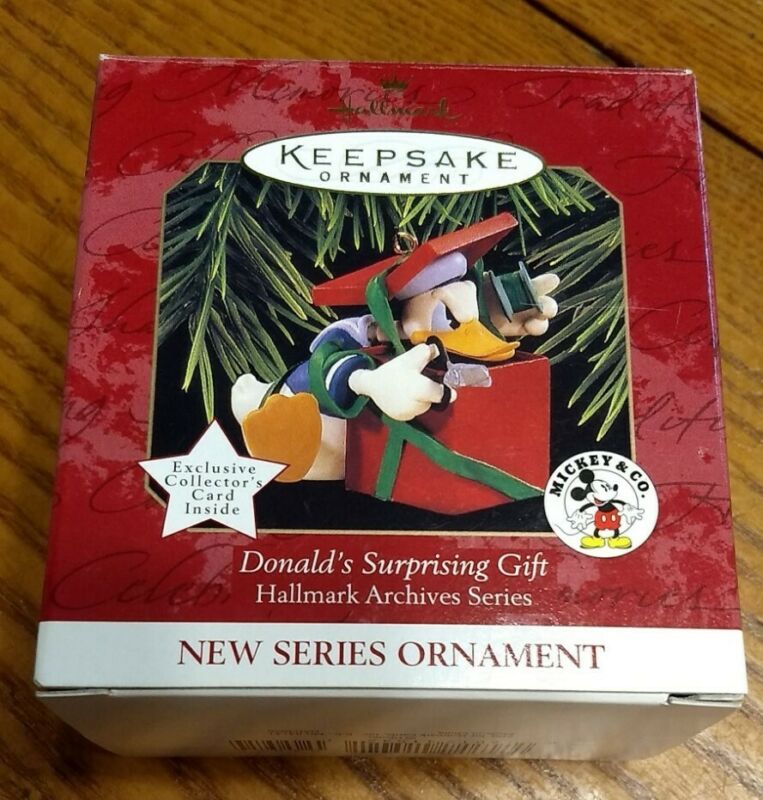 Hallmark
KEEPSAKE
ORNAMENT
Exclusive
Collector's
Card
Inside
MICKEY & CO.
Donald's Surprising Gift
Hallmark Archives Series
NEW SERIES ORNAMENT